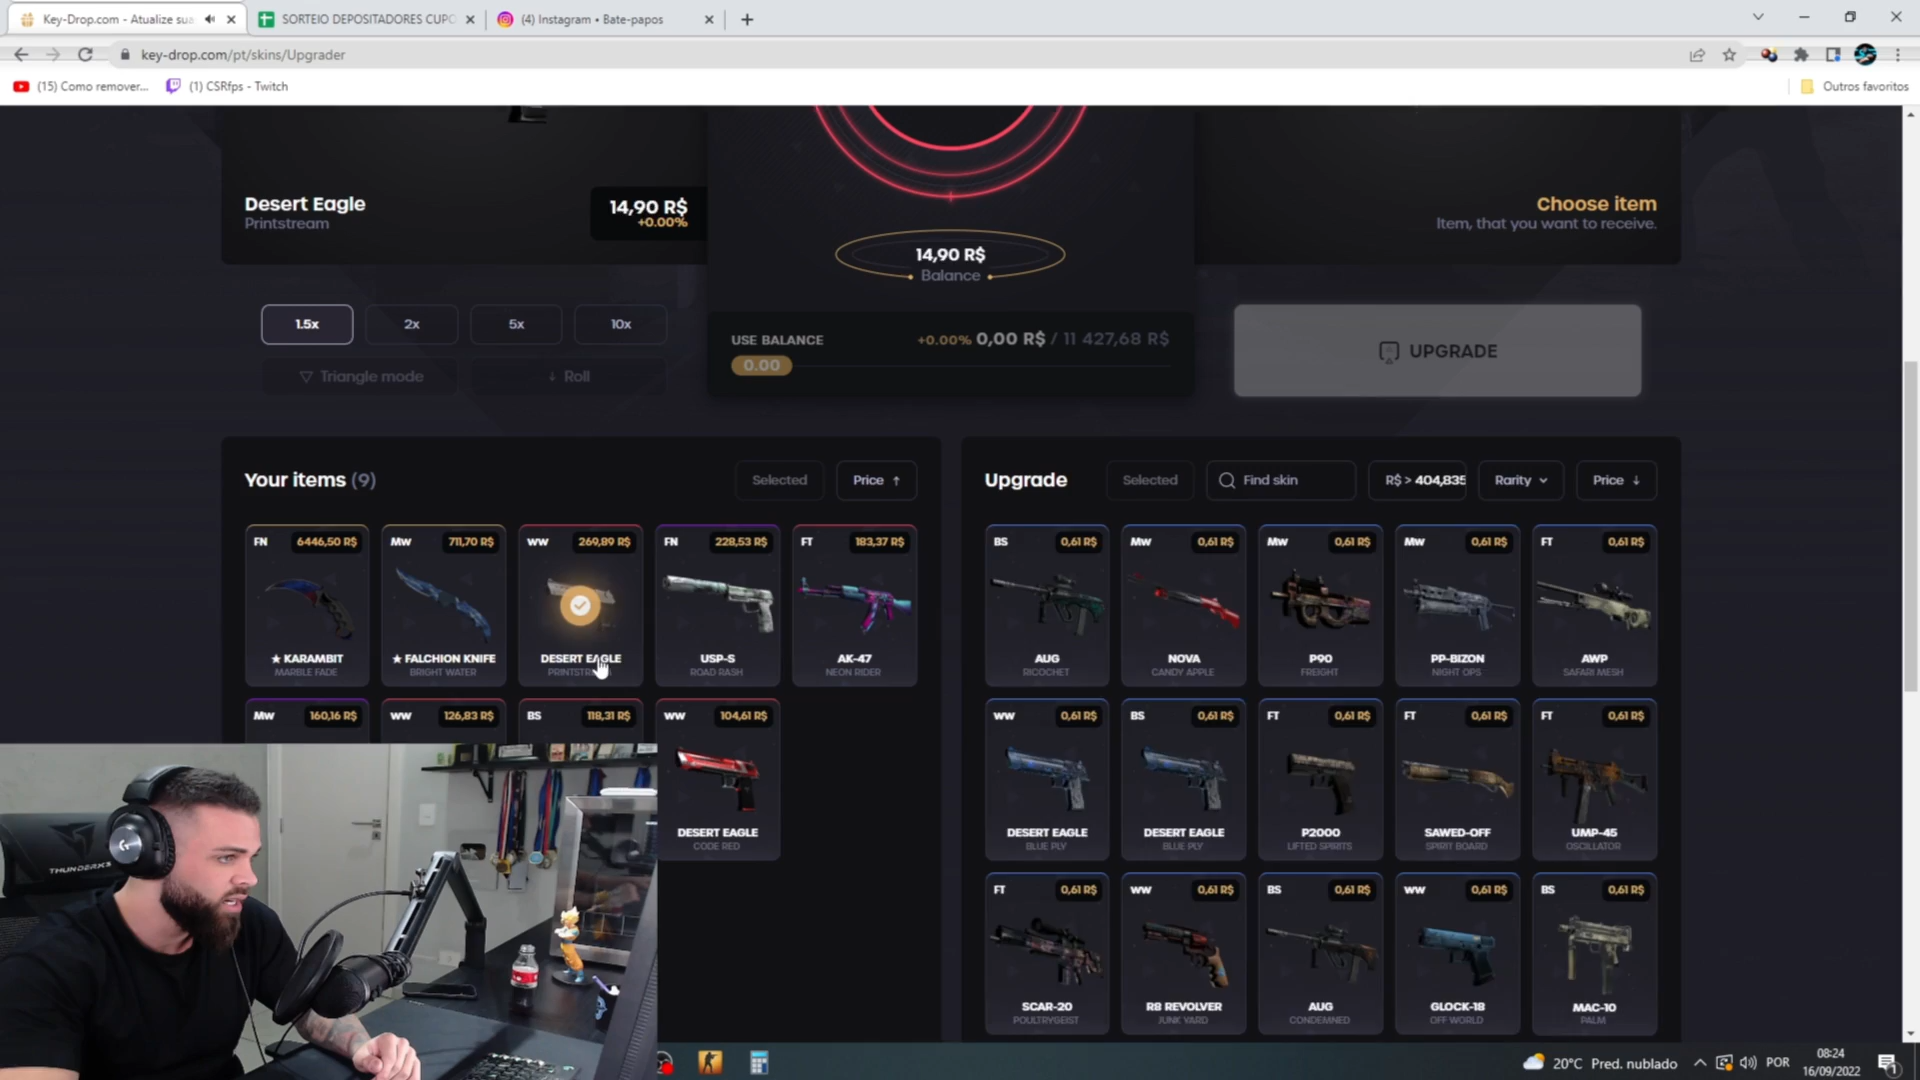 Key-Drop.com - Atualize sua
SORTEIO DEPOSITADORES CUPO
(4) Instagram • Bate-papos
key-drop.com/pt/skins/Upgrader
(15) Como remover...
(1) CSRfps - Twitch
Outros favoritos
Desert Eagle
Printstream
14,90 R$
+0.00%
14,90 R$
Balance
Choose item
Item, that you want to receive.
1.5x
2x
5x
10x
Triangle mode
Roll
USE BALANCE
+0.00% 0,00 R$ / 11 427,68 R$
0.00
UPGRADE
Your items (9)
Selected
Price ↑
FN 6446,50 R$
★ KARAMBIT
MARBLE FADE
MW 711,70 R$
★ FALCHION KNIFE
BRIGHT WATER
WW 269,89 R$
DESERT EAGLE
FN 228,53 R$
USP-S
ROAD RASH
FT 183,37 R$
AK-47
NEON RIDER
MW 160,16 R$
WW 126,83 R$
BS 118,31 R$
WW 104,61 R$
DESERT EAGLE
CODE RED
Upgrade
Selected
Find skin
R$ > 404,835
Rarity
Price ↓
BS 0,61 R$
AUG
RICOCHET
MW 0,61 R$
NOVA
CANDY APPLE
MW 0,61 R$
P90
FREIGHT
MW 0,61 R$
PP-BIZON
NIGHT OPS
FT 0,61 R$
AWP
SAFARI MESH
WW 0,61 R$
DESERT EAGLE
BLUE PLY
BS 0,61 R$
DESERT EAGLE
BLUE PLY
FT 0,61 R$
P2000
LIFTED SPIRITS
FT 0,61 R$
SAWED-OFF
SPIRIT BOARD
FT 0,61 R$
UMP-45
OSCILLATOR
FT 0,61 R$
SCAR-20
POULTRYGEIST
WW 0,61 R$
R8 REVOLVER
JUNK YARD
BS 0,61 R$
AUG
CONDEMNED
WW 0,61 R$
GLOCK-18
OFF WORLD
BS 0,61 R$
MAC-10
PALM
THUNDERX3
20°C Pred. nublado
POR
08:24
16/09/2022
1